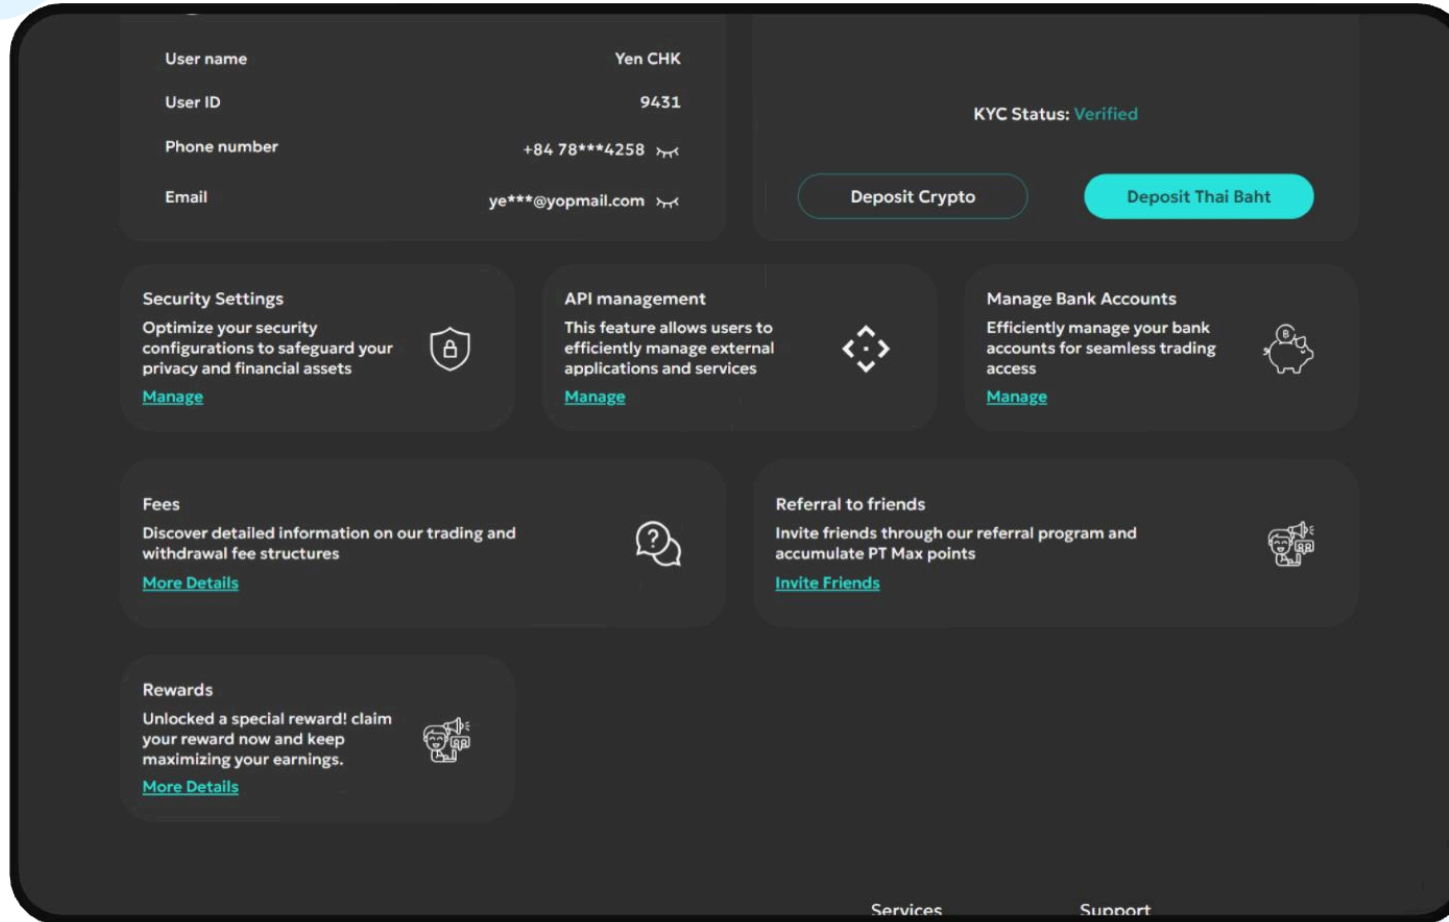 User name Yen CHK
User ID 9431
Phone number +84 78***4258
Email ye***@yopmail.com
KYC Status: Verified
Deposit Crypto Deposit Thai Baht
Security Settings
Optimize your security
configurations to safeguard your
privacy and financial assets
Manage
API management
This feature allows users to
efficiently manage external
applications and services
Manage
Manage Bank Accounts
Efficiently manage your bank
accounts for seamless trading
access
Manage
Fees
Discover detailed information on our trading and
withdrawal fee structures
More Details
Referral to friends
Invite friends through our referral program and
accumulate PT Max points
Invite Friends
Rewards
Unlocked a special reward! claim
your reward now and keep
maximizing your earnings.
More Details
Services Support